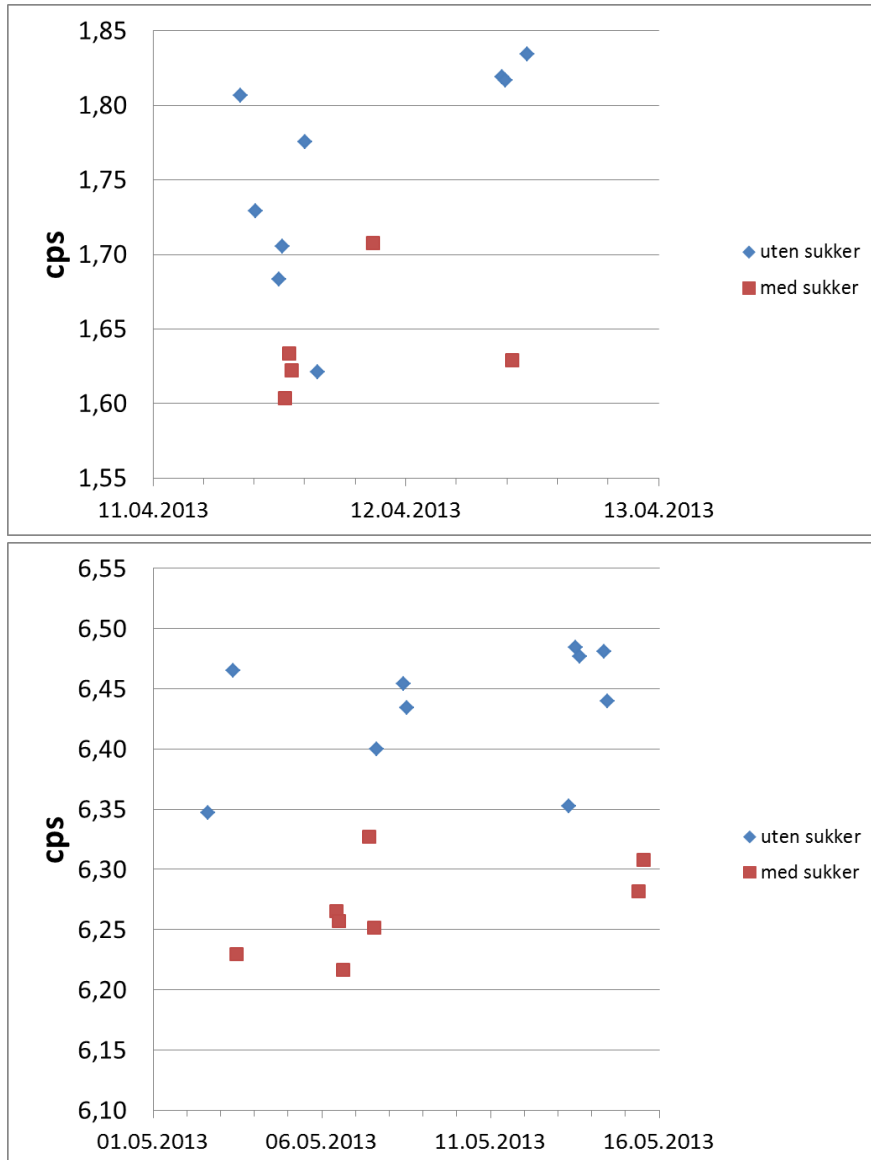 1,85
1,80
1,75
1,70
1,65
1,60
1,55
cps
11.04.2013 12.04.2013 13.04.2013
uten sukker
med sukker
6,55
6,50
6,45
6,40
6,35
6,30
6,25
6,20
6,15
6,10
cps
01.05.2013 06.05.2013 11.05.2013 16.05.2013
uten sukker
med sukker